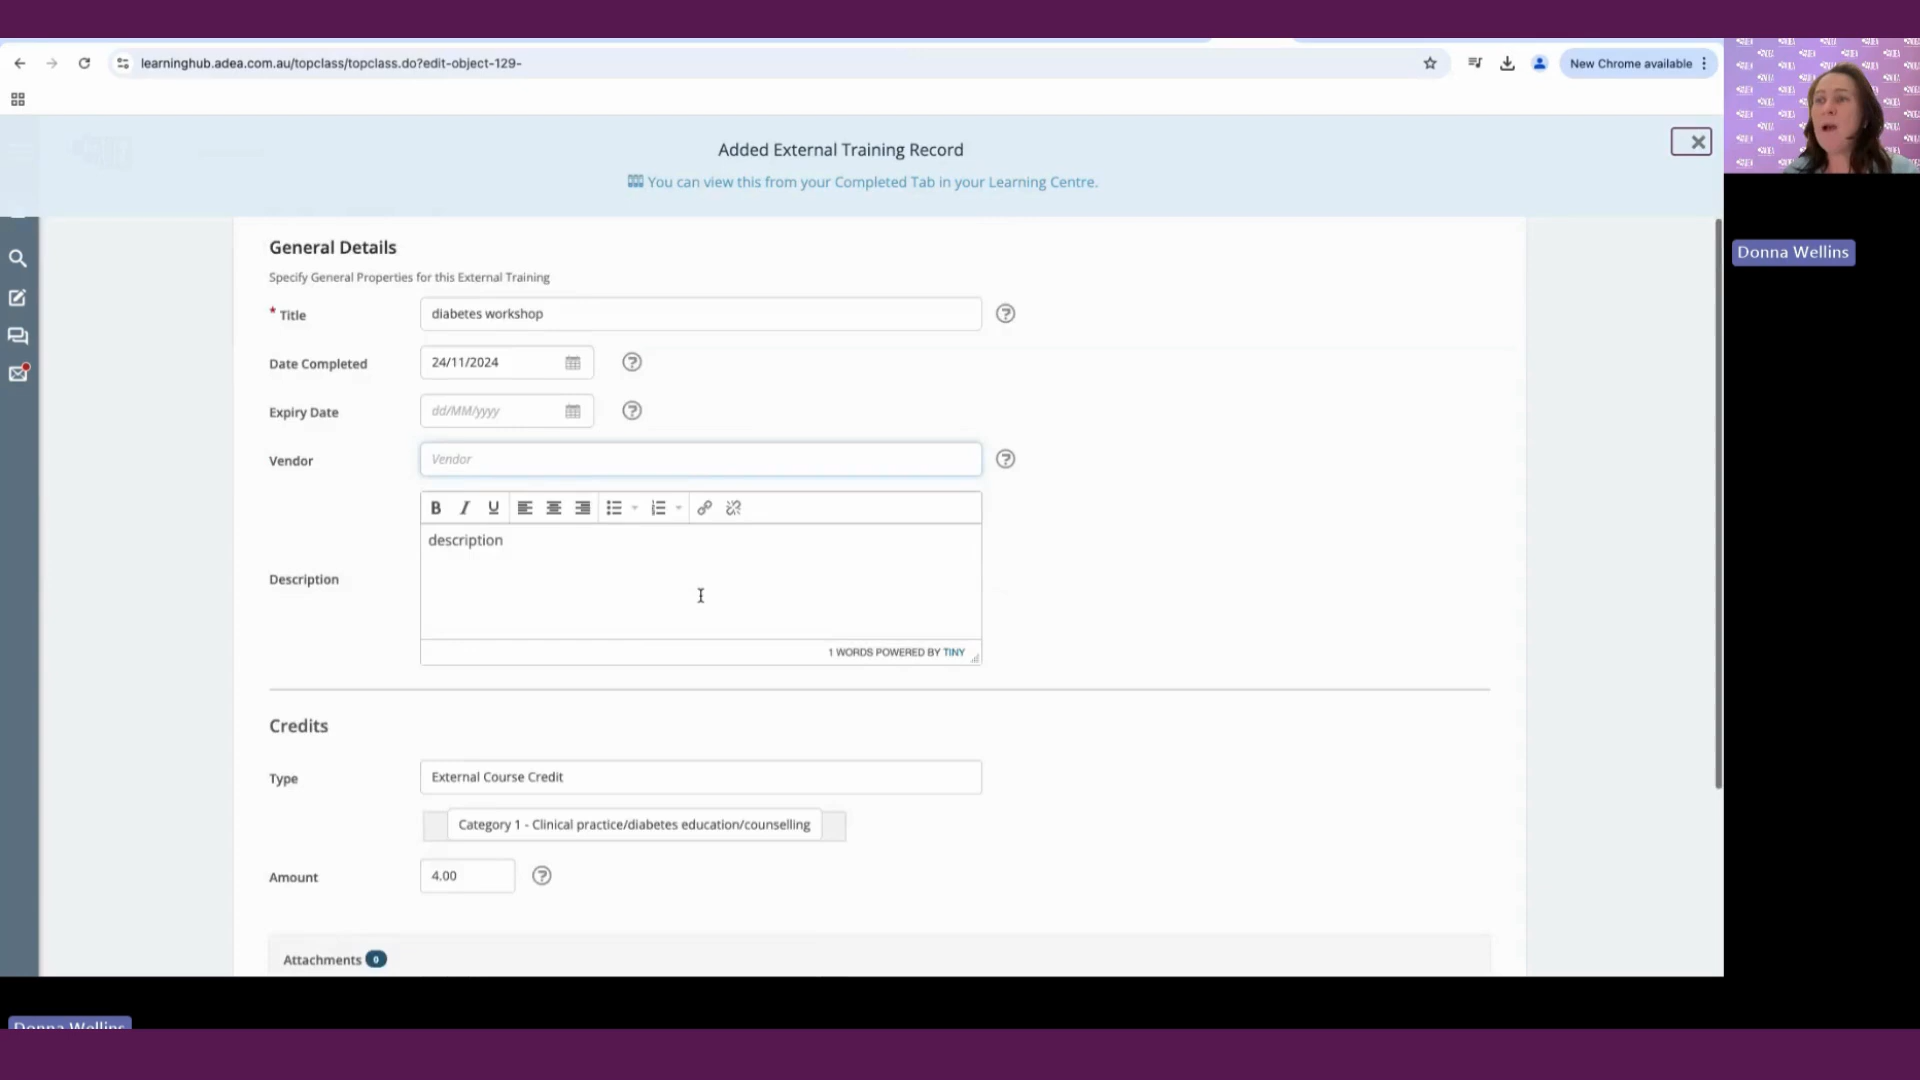 learninghub.adea.com.au/topclass/topclass.do?edit-object-129-
New Chrome available
Added External Training Record
You can view this from your Completed Tab in your Learning Centre.
Donna Wellins
General Details
Specify General Properties for this External Training
* Title
diabetes workshop
Date Completed
24/11/2024
Expiry Date
dd/MM/yyyy
Vendor
Vendor
B I U
description
Description
1 WORDS POWERED BY TINY
Credits
Type
External Course Credit
Category 1 - Clinical practice/diabetes education/counselling
Amount
4.00
Attachments 0
Donna Wellins